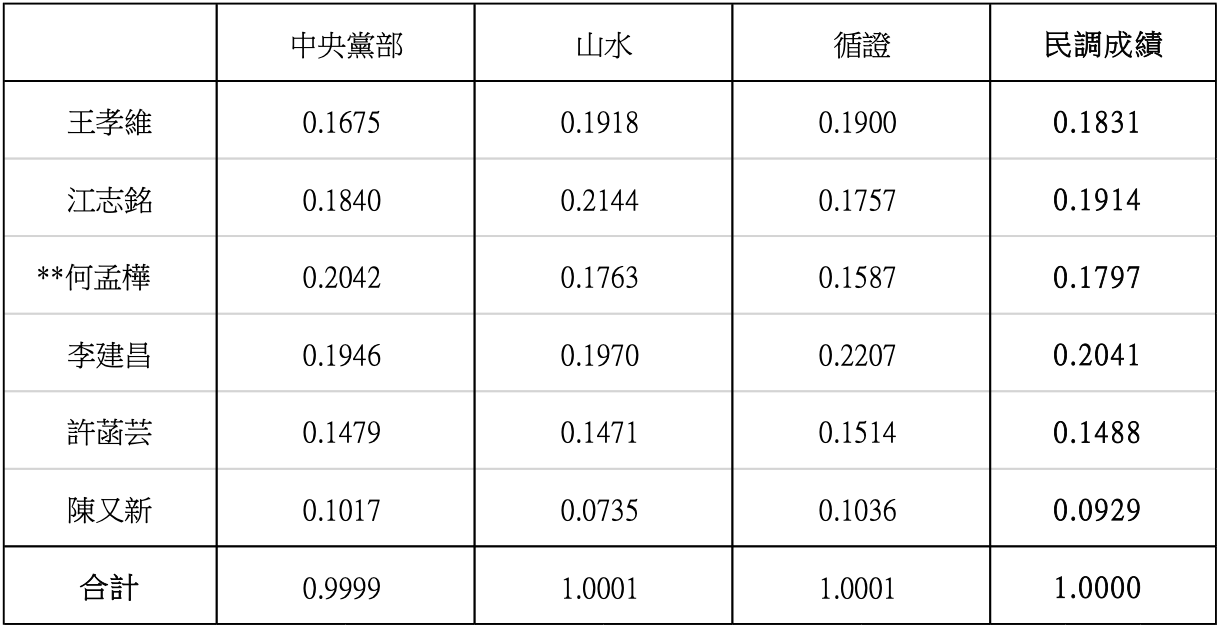 中央黨部 山水 循證 民調成績
王孝維 0.1675 0.1918 0.1900 0.1831
江志銘 0.1840 0.2144 0.1757 0.1914
**何孟樺 0.2042 0.1763 0.1587 0.1797
李建昌 0.1946 0.1970 0.2207 0.2041
許菡芸 0.1479 0.1471 0.1514 0.1488
陳又新 0.1017 0.0735 0.1036 0.0929
合計 0.9999 1.0001 1.0001 1.0000